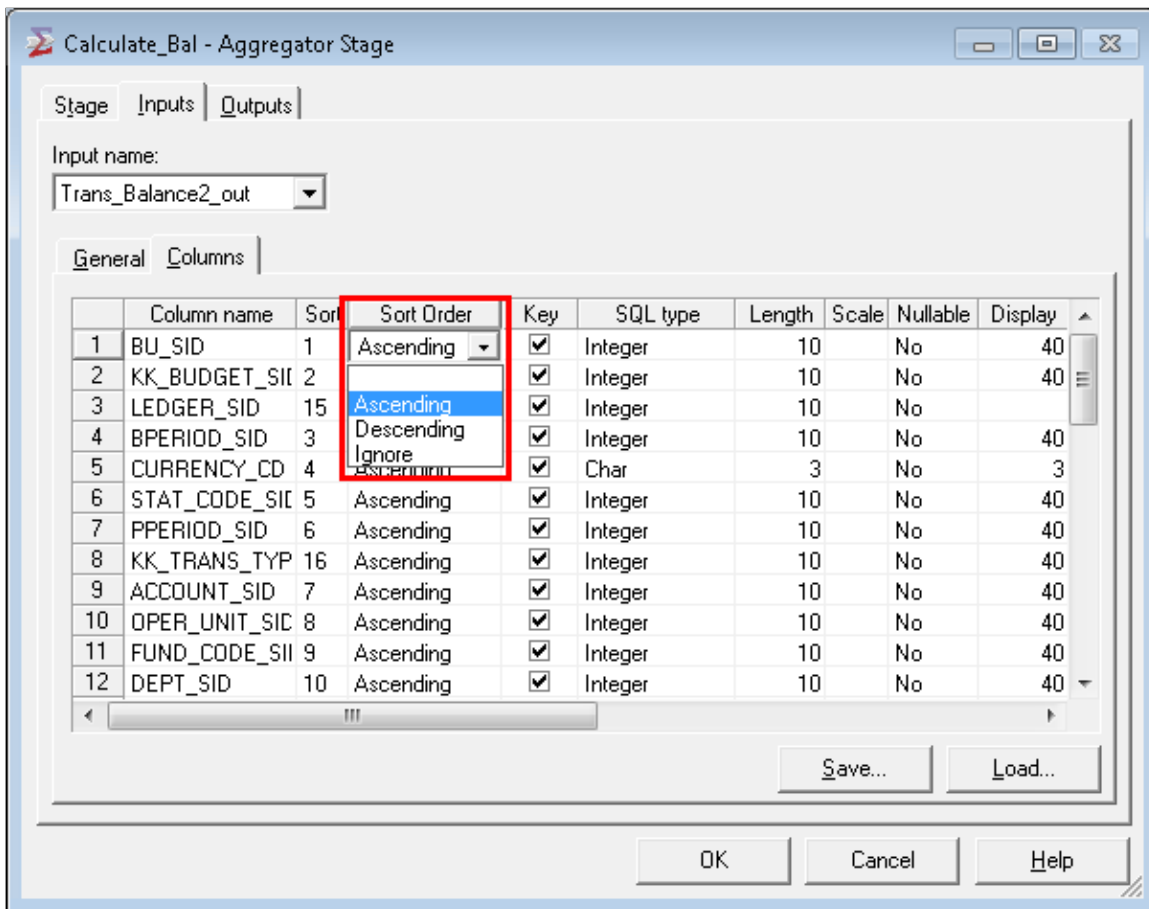 Calculate_Bal - Aggregator Stage
Stage Inputs Outputs
Input name:
Trans_Balance2_out
General Columns
Column name Sort Sort Order Key SQL type Length Scale Nullable Display
1 BU_SID 1 Ascending Integer 10 No 40
2 KK_BUDGET_SID 2 Integer 10 No 40
3 LEDGER_SID 15 Ascending Integer 10 No
4 BPERIOD_SID 3 Descending Integer 10 No 40
Ignore
5 CURRENCY_CD 4 Ascending Char 3 No 3
6 STAT_CODE_SID 5 Ascending Integer 10 No 40
7 PPERIOD_SID 6 Ascending Integer 10 No 40
8 KK_TRANS_TYP 16 Ascending Integer 10 No 40
9 ACCOUNT_SID 7 Ascending Integer 10 No 40
10 OPER_UNIT_SID 8 Ascending Integer 10 No 40
11 FUND_CODE_SID 9 Ascending Integer 10 No 40
12 DEPT_SID 10 Ascending Integer 10 No 40
Save... Load...
OK Cancel Help